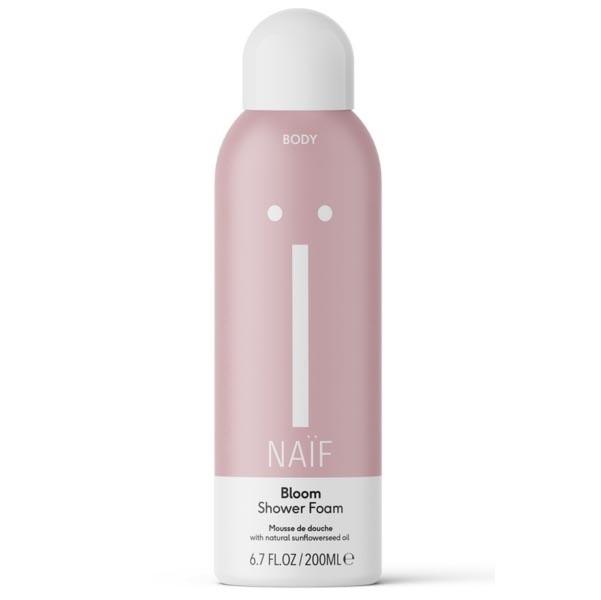 BODY
NAÏF
Bloom
Shower Foam
Mousse de douche
with natural sunflowerseed oil
6.7 FL.OZ/200ML℮